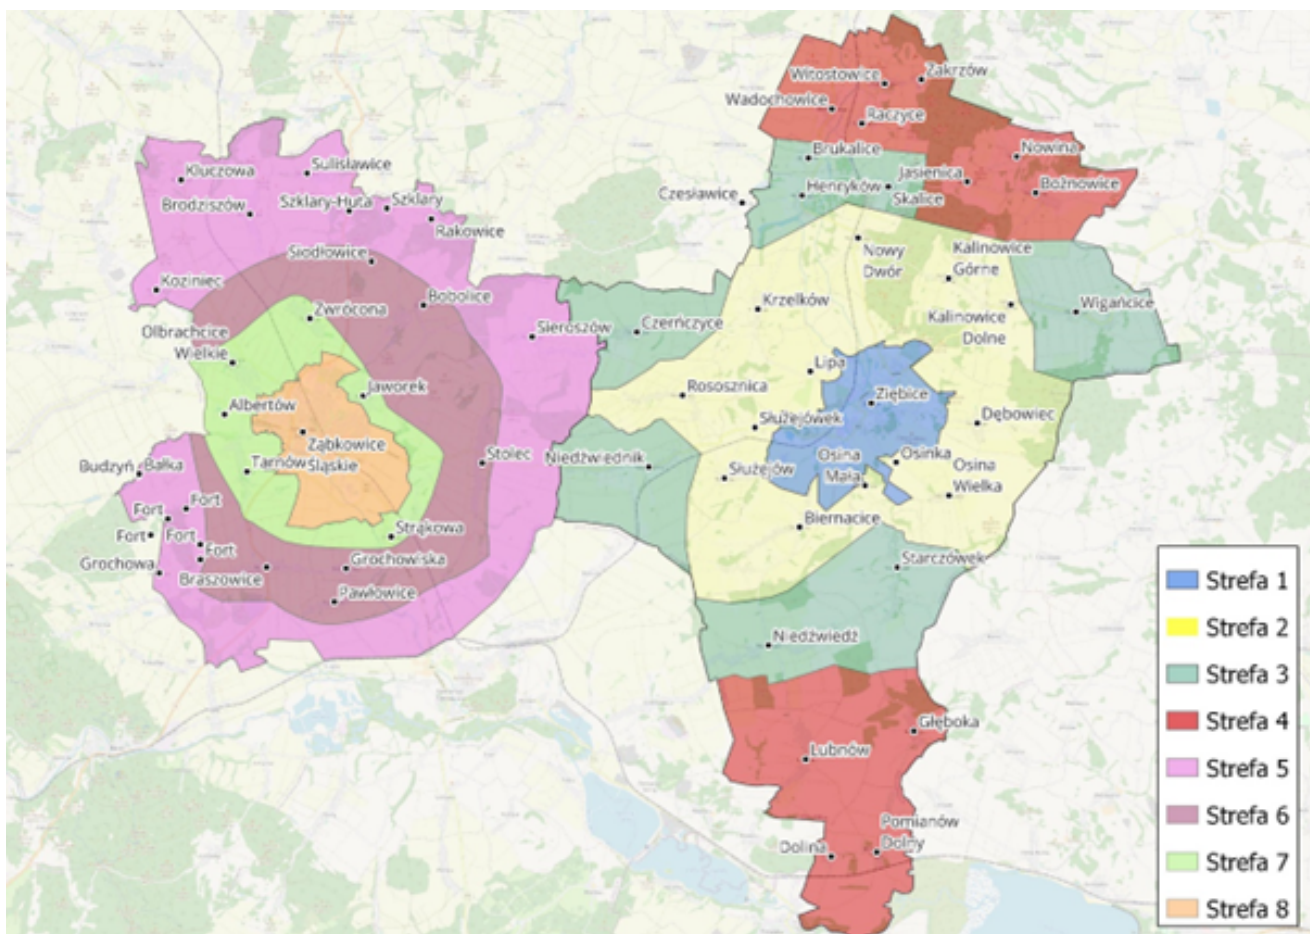 Witostowice
Zakrzów
Wadochowice
Raczyce
Brukalice
Nowina
Kluczowa
Sulisławice
Jasienica
Bożnowice
Czesławice
Henryków
Skalice
Brodziszów
Szklary-Huta
Szklary
Rakowice
Siodłowice
Nowy
Dwór
Kalinowice
Górne
Koziniec
Bobolice
Krzelków
Wigańcice
Zwrócona
Kalinowice
Dolne
Olbrachcice
Wielkie
Sieroszów
Czerńczyce
Lipa
Jaworek
Rososznica
Ziębice
Albertów
Służejówek
Dębowiec
Ząbkowice
Śląskie
Budzyń
Bałka
Tarnów
Stolec
Niedźwiednik
Służejów
Osina
Mała
Osinka
Osina
Wielka
Fort
Fort
Fort
Fort
Fort
Strąkowa
Biernacice
Grochowa
Braszowice
Grochowiska
Starczówek
Pawłowice
Niedźwiedź
Głęboka
Lubnów
Pomianów
Dolny
Dolina
Strefa 1
Strefa 2
Strefa 3
Strefa 4
Strefa 5
Strefa 6
Strefa 7
Strefa 8